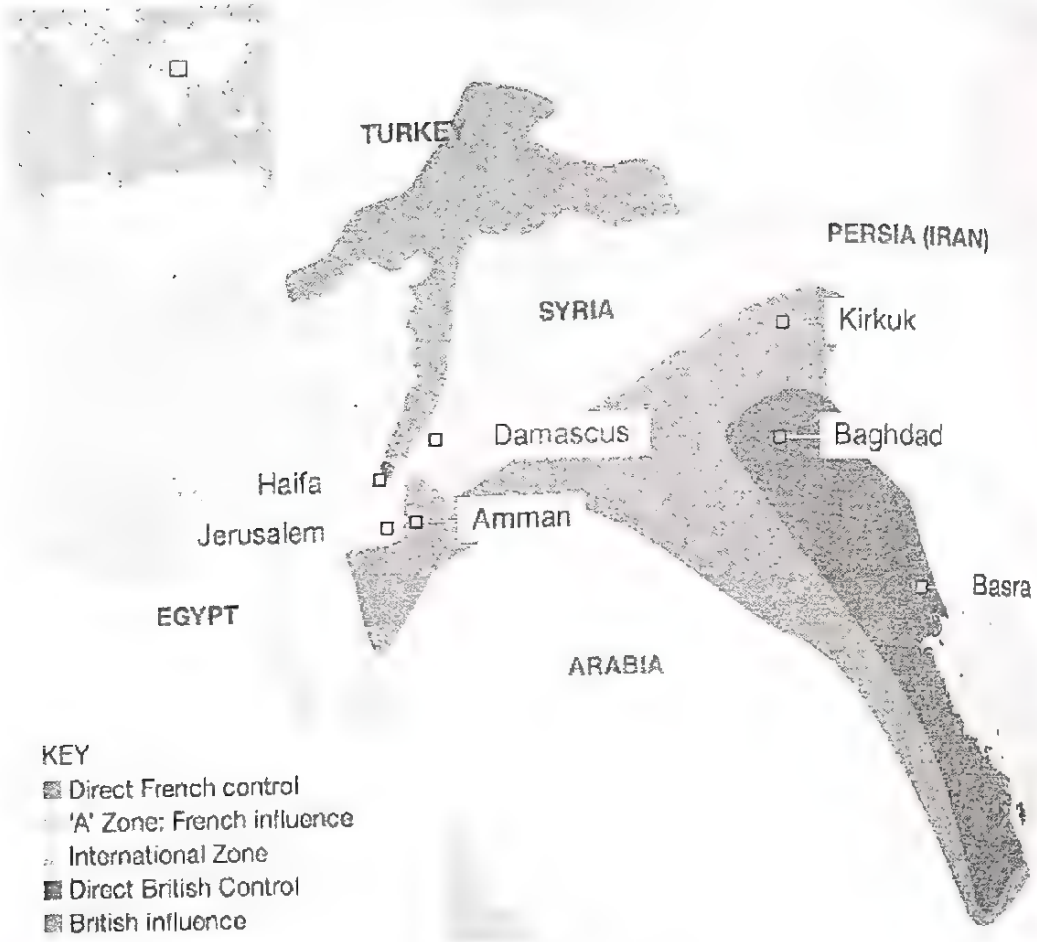 TURKEY
PERSIA (IRAN)
SYRIA
Kirkuk
Damascus
Baghdad
Haifa
Amman
Jerusalem
Basra
EGYPT
ARABIA
KEY
Direct French control
'A' Zone: French influence
International Zone
Direct British Control
British influence